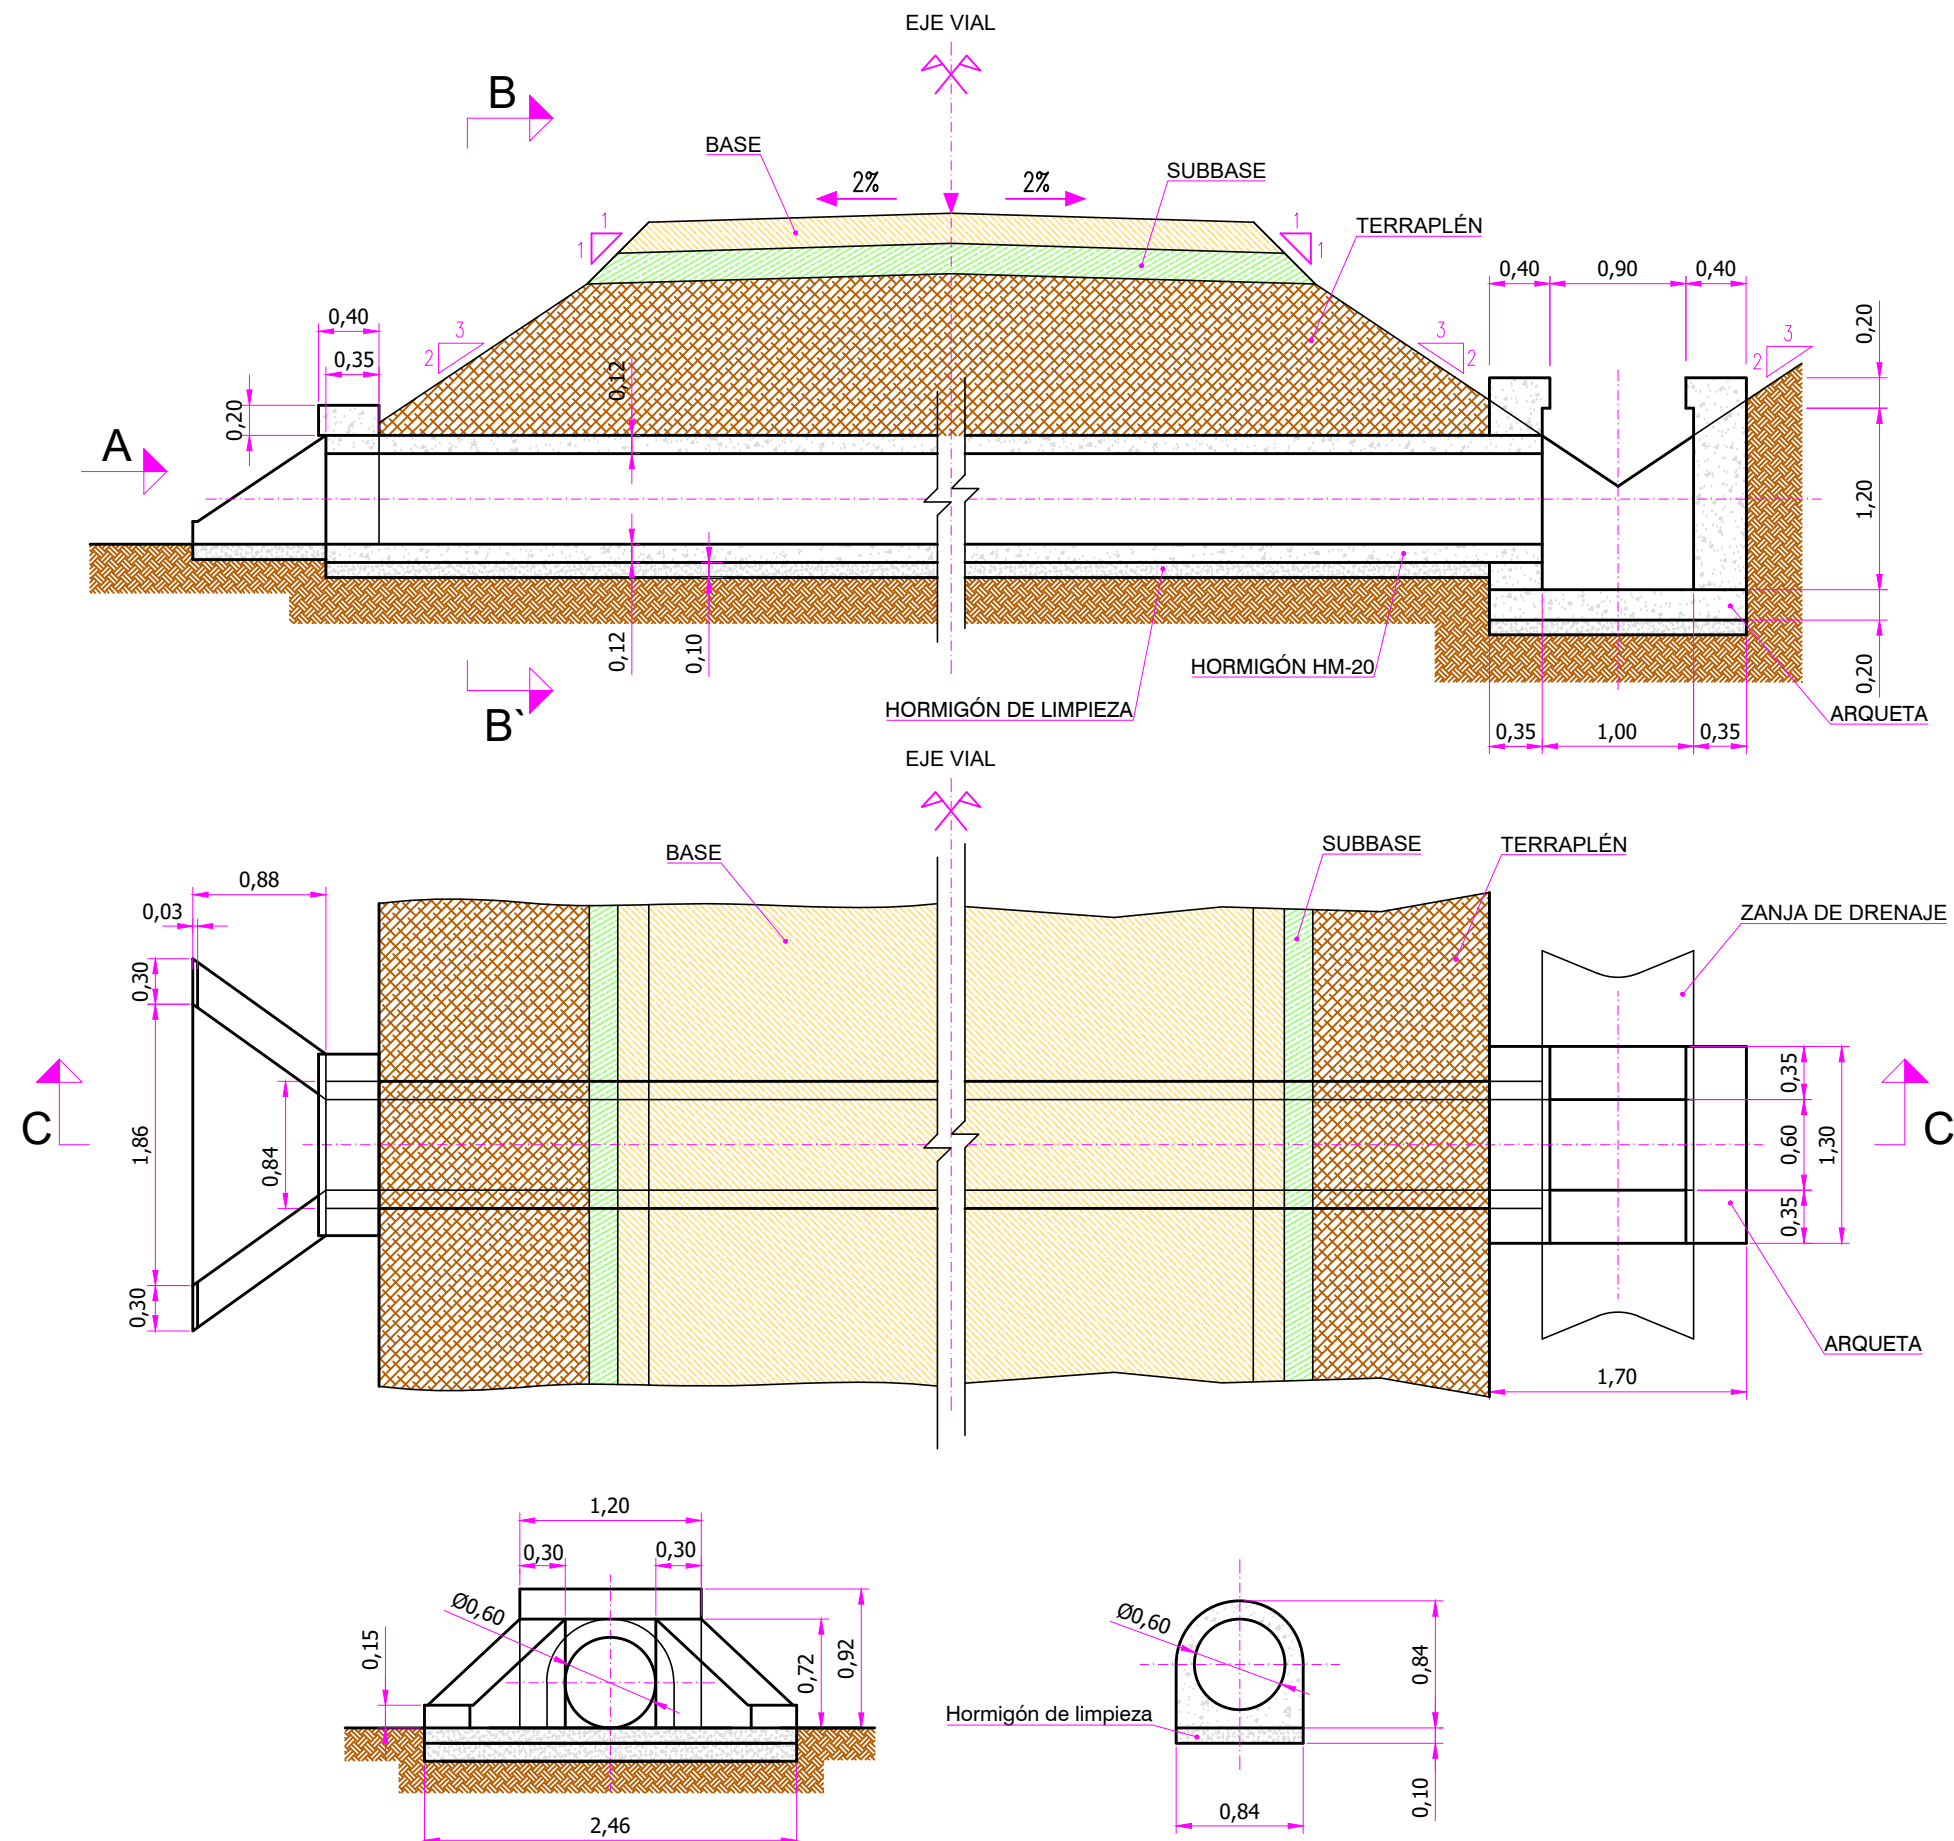 EJE VIAL
B
BASE
2%
2%
SUBBASE
1
1
1
1
TERRAPLÉN
0,40
0,90
0,40
0,20
0,40
0,35
3
2
0,12
3
2
3
2
0,20
A
1,20
0,12
0,10
HORMIGÓN HM-20
0,20
B`
HORMIGÓN DE LIMPIEZA
ARQUETA
0,35
1,00
0,35
EJE VIAL
BASE
SUBBASE
TERRAPLÉN
0,88
0,03
ZANJA DE DRENAJE
0,30
0,35
C
1,86
0,84
0,60
1,30
C
0,35
0,30
ARQUETA
1,70
1,20
0,30
0,30
Ø0,60
0,15
0,72
0,92
2,46
Ø0,60
0,84
Hormigón de limpieza
0,10
0,84